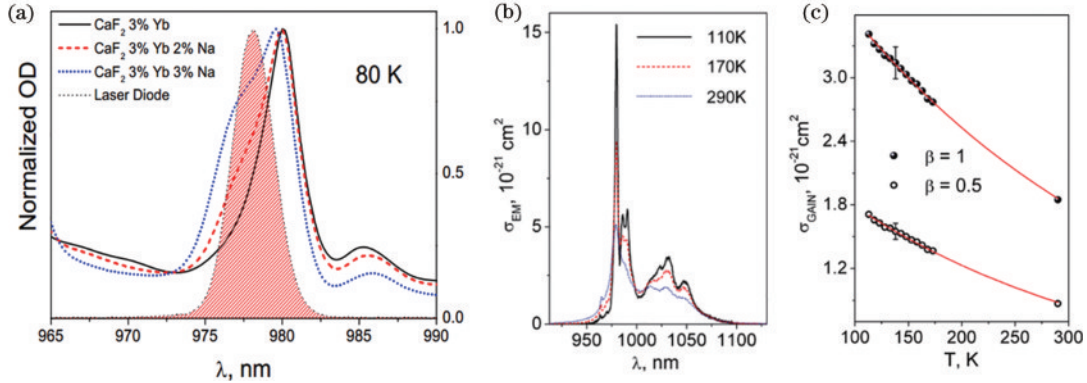 (a)
CaF2 3% Yb
CaF2 3% Yb 2% Na
CaF2 3% Yb 3% Na
Laser Diode
80 K
Normalized OD
1.0
0.5
0.0
965 970 975 980 985 990
λ, nm
(b)
110K
170K
290K
σEM, 10-21 cm2
15
10
5
0
950 1000 1050 1100
λ, nm
(c)
β = 1
β = 0.5
σGAIN, 10-21 cm2
3.0
2.4
1.8
1.2
100 150 200 250 300
T, K